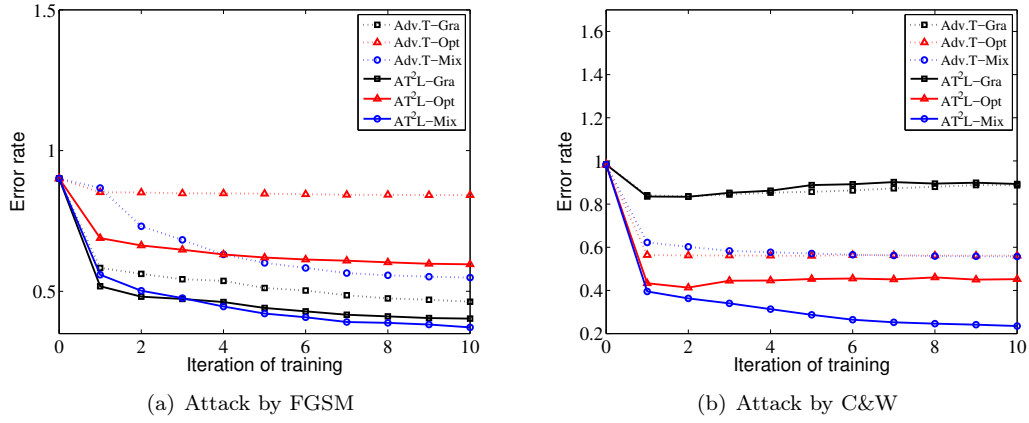 1.5
1
0.5
0
2
4
6
8
10
Error rate
Iteration of training
Adv.T−Gra
Adv.T−Opt
Adv.T−Mix
AT²L−Gra
AT²L−Opt
AT²L−Mix
(a) Attack by FGSM
1.6
1.4
1.2
1
0.8
0.6
0.4
0.2
0
2
4
6
8
10
Error rate
Iteration of training
Adv.T−Gra
Adv.T−Opt
Adv.T−Mix
AT²L−Gra
AT²L−Opt
AT²L−Mix
(b) Attack by C&W